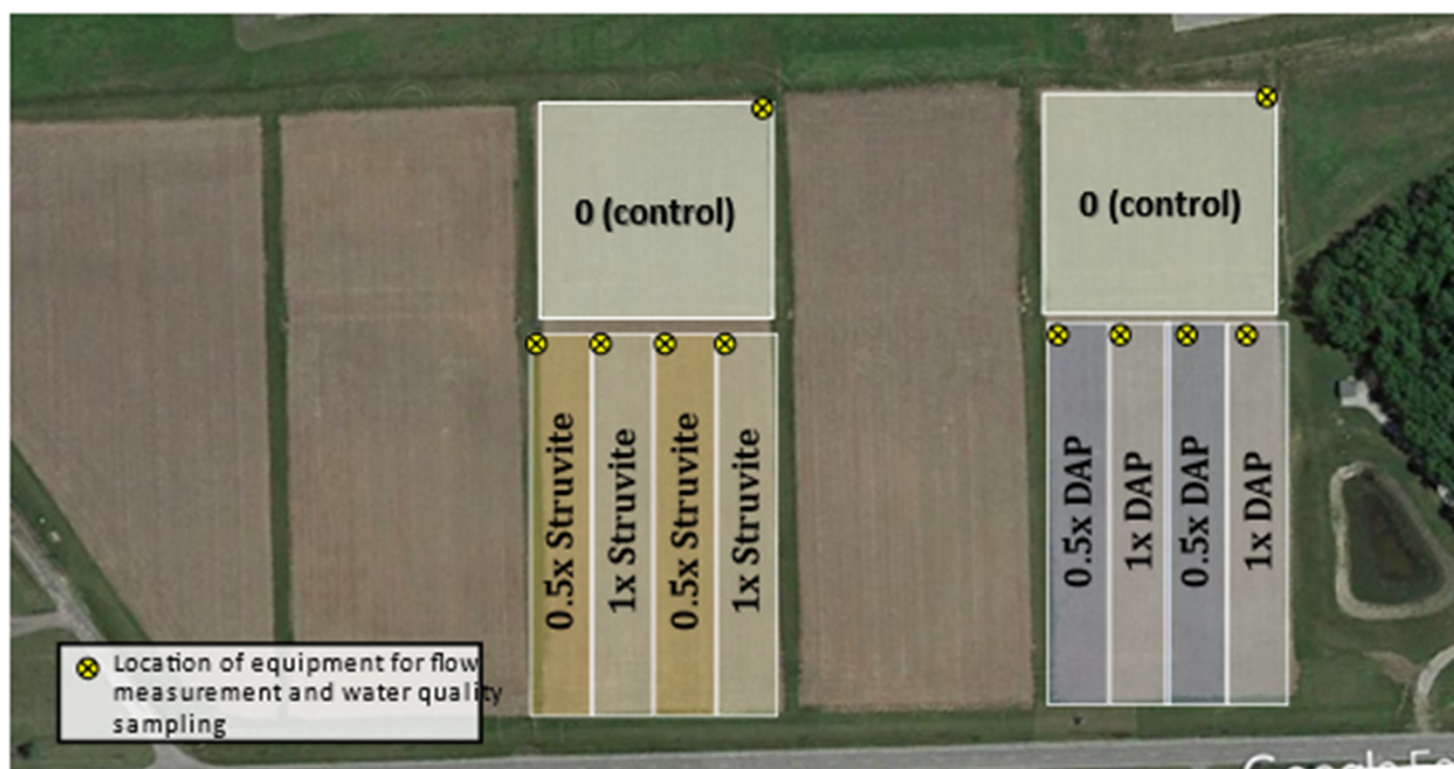 0 (control)
0 (control)
0.5x Struvite
1x Struvite
0.5x Struvite
1x Struvite
0.5x DAP
1x DAP
0.5x DAP
1x DAP
Location of equipment for flow
measurement and water quality
sampling
Google